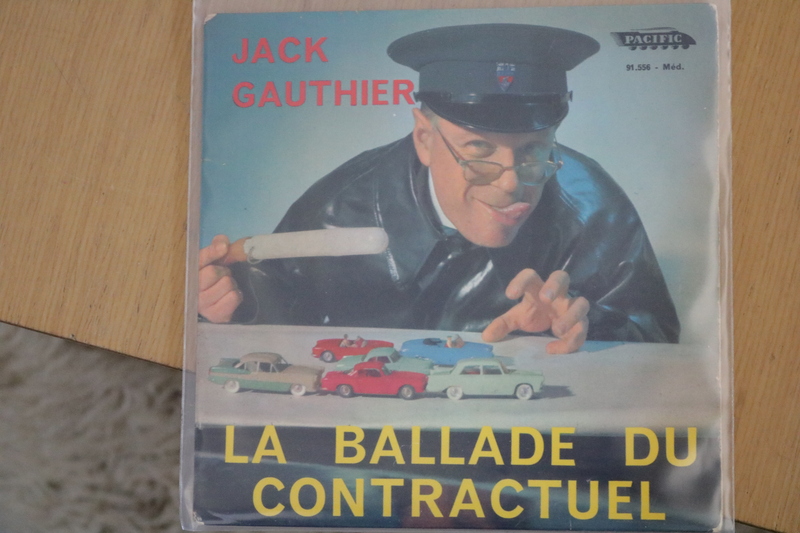 JACK
GAUTHIER
PACIFIC
91.556 - Méd.
LA BALLADE DU
CONTRACTUEL